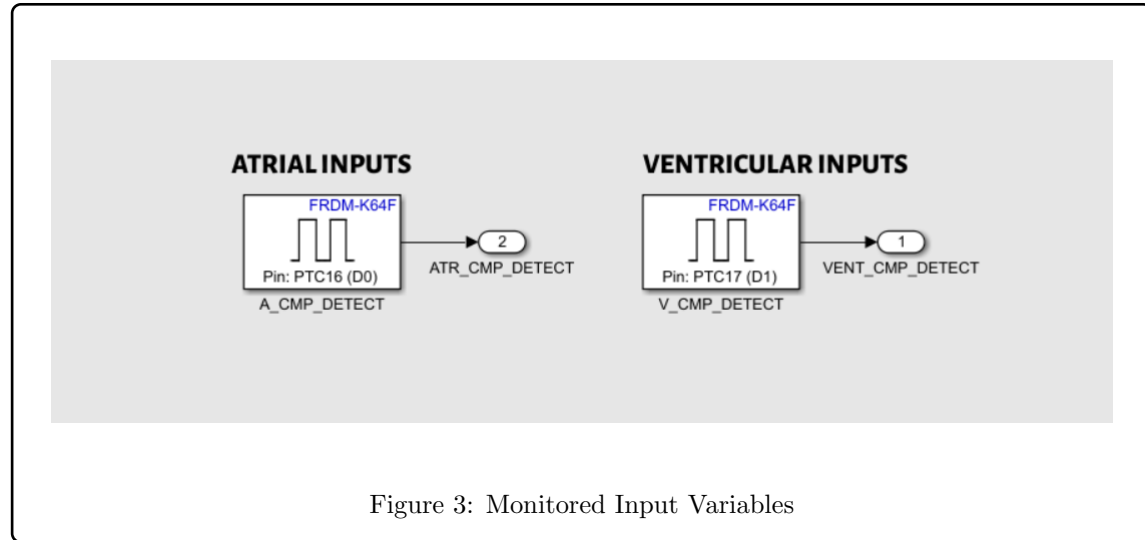 ATRIAL INPUTS
FRDM-K64F
Pin: PTC16 (D0)
A_CMP_DETECT
2
ATR_CMP_DETECT
VENTRICULAR INPUTS
FRDM-K64F
Pin: PTC17 (D1)
V_CMP_DETECT
1
VENT_CMP_DETECT
Figure 3: Monitored Input Variables